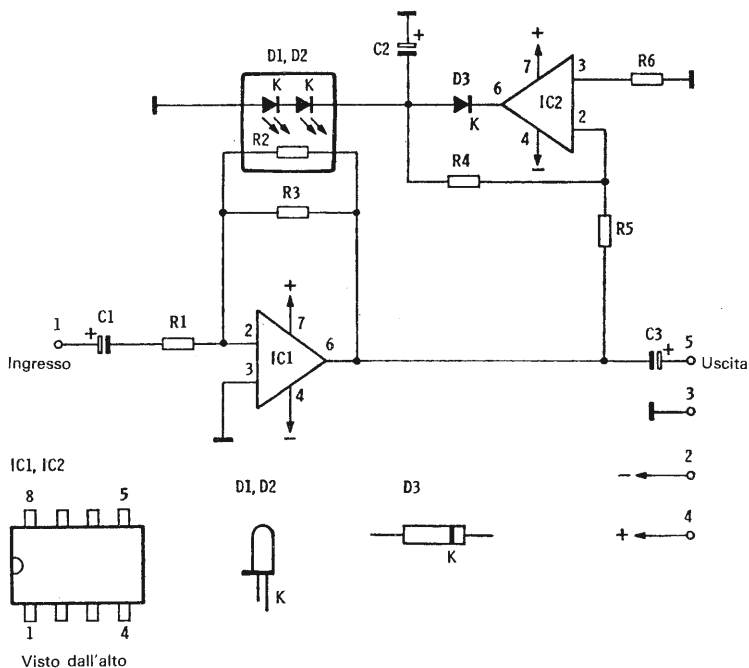 C2
+
D1, D2
K
K
R2
R3
D3
K
6
+
7
IC2
3
2
4
–
R6
R4
R5
1
Ingresso
+
C1
R1
+
7
2
3
IC1
6
4
–
C3
+
5
Uscita
3
2
–
4
+
IC1, IC2
8
5
1
4
Visto dall'alto
D1, D2
K
D3
K